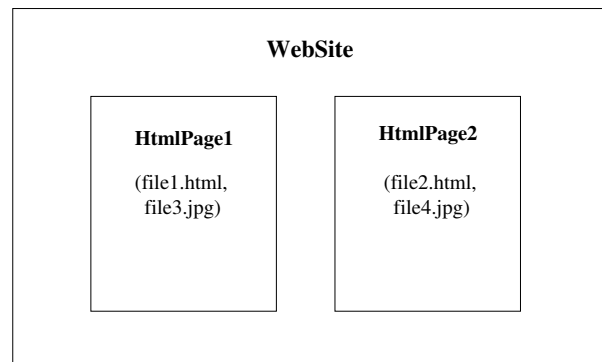 WebSite
HtmlPage1
(file1.html,
file3.jpg)
HtmlPage2
(file2.html,
file4.jpg)